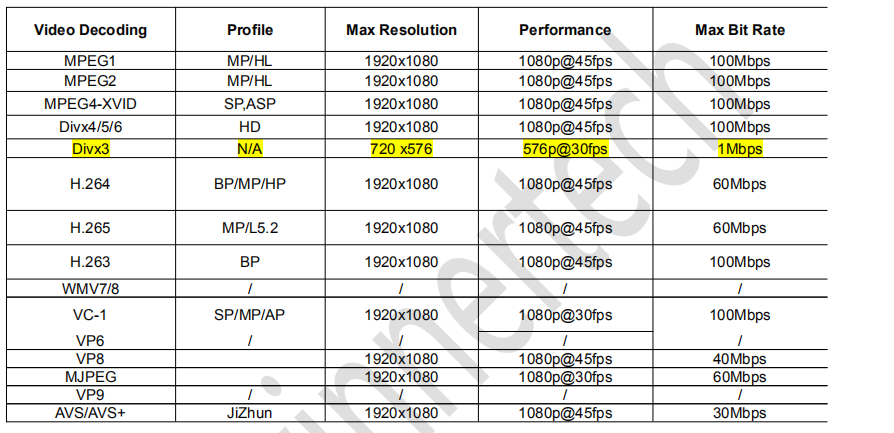 Video Decoding Profile Max Resolution Performance Max Bit Rate
MPEG1 MP/HL 1920x1080 1080p@45fps 100Mbps
MPEG2 MP/HL 1920x1080 1080p@45fps 100Mbps
MPEG4-XVID SP,ASP 1920x1080 1080p@45fps 100Mbps
Divx4/5/6 HD 1920x1080 1080p@45fps 100Mbps
Divx3 N/A 720 x576 576p@30fps 1Mbps
H.264 BP/MP/HP 1920x1080 1080p@45fps 60Mbps
H.265 MP/L5.2 1920x1080 1080p@45fps 60Mbps
H.263 BP 1920x1080 1080p@45fps 100Mbps
WMV7/8 / / / /
VC-1 SP/MP/AP 1920x1080 1080p@30fps 100Mbps
VP6 / / / /
VP8 1920x1080 1080p@45fps 40Mbps
MJPEG 1920x1080 1080p@30fps 60Mbps
VP9 / / / /
AVS/AVS+ JiZhun 1920x1080 1080p@45fps 30Mbps
innertech